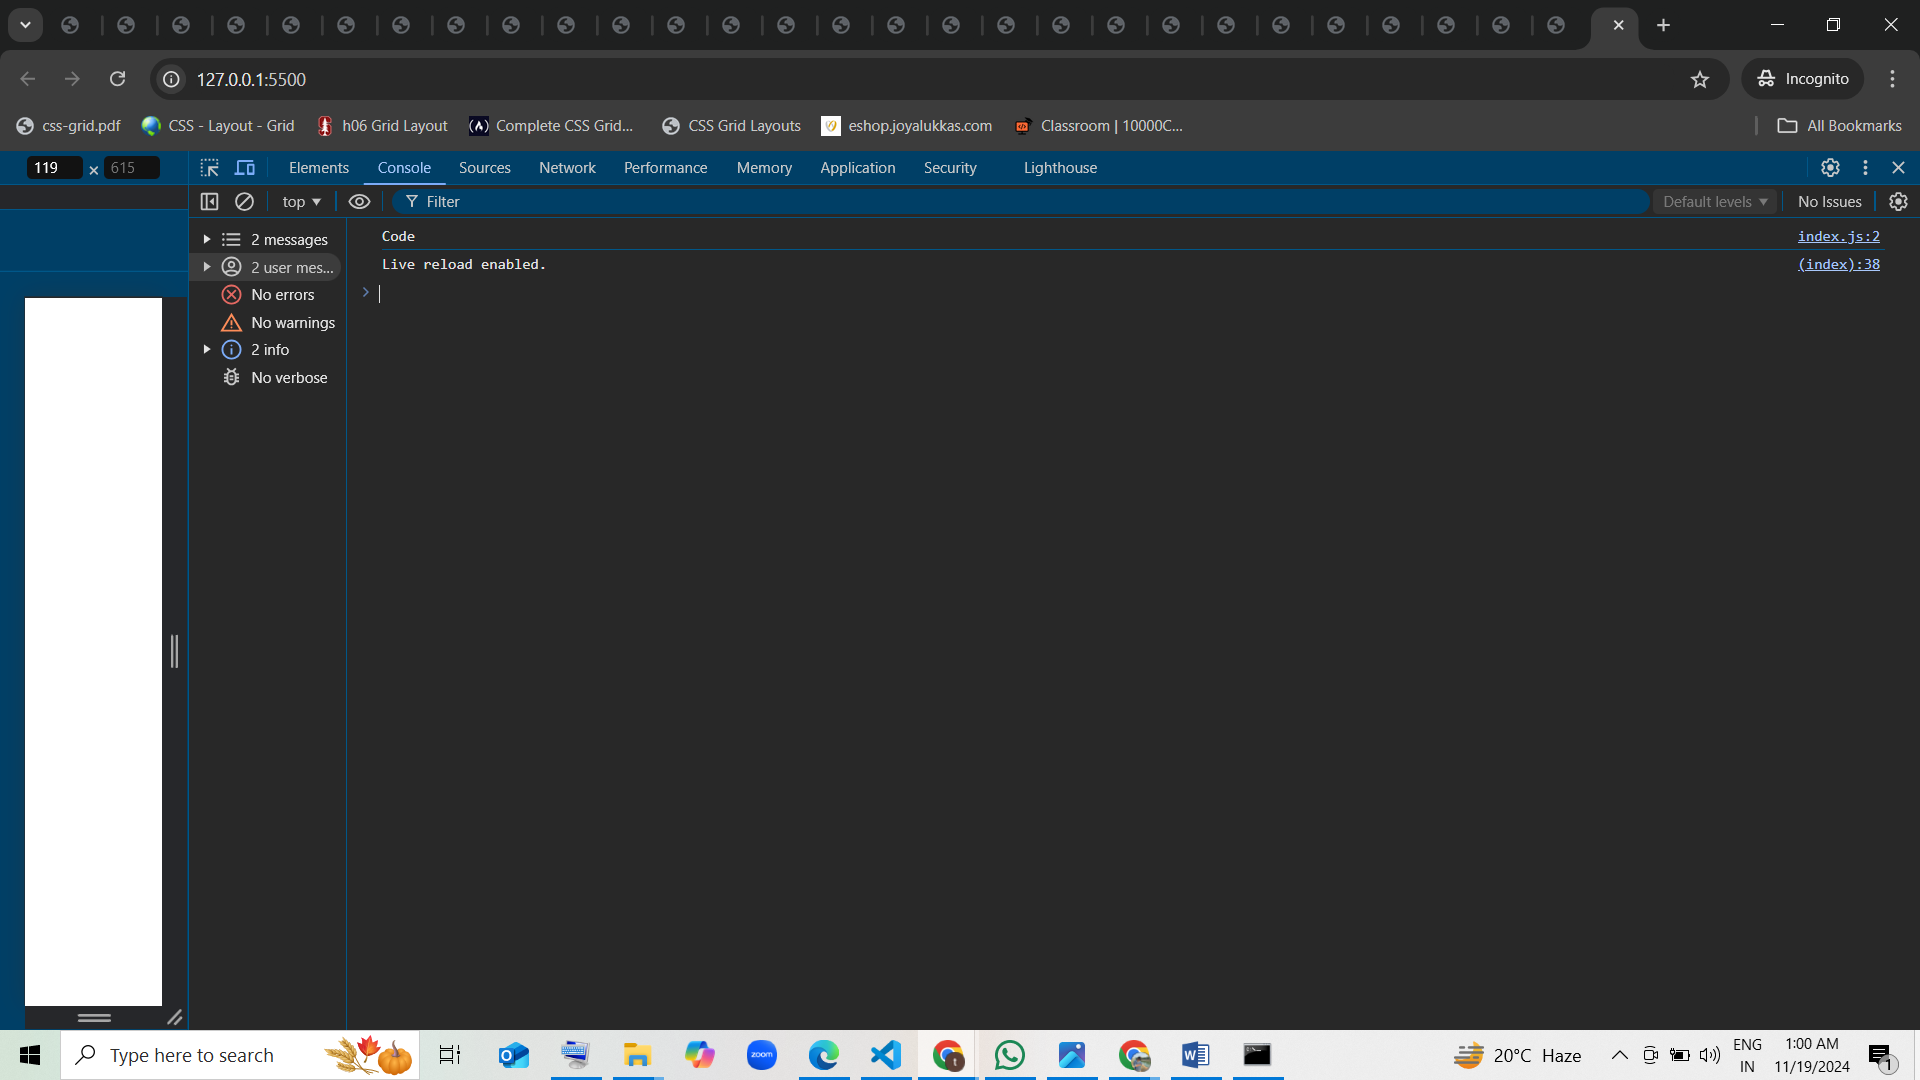 127.0.0.1:5500
Incognito
css-grid.pdf
CSS - Layout - Grid
h06 Grid Layout
Complete CSS Grid...
CSS Grid Layouts
eshop.joyalukkas.com
Classroom | 10000C...
All Bookmarks
119 × 615
Elements Console Sources Network Performance Memory Application Security Lighthouse
top ▼ Filter Default levels ▼ No Issues
2 messages
2 user mes...
No errors
No warnings
2 info
No verbose
Code index.js:2
Live reload enabled. (index):38
>
Type here to search
zoom
20°C Haze
ENG
IN
1:00 AM
11/19/2024
1